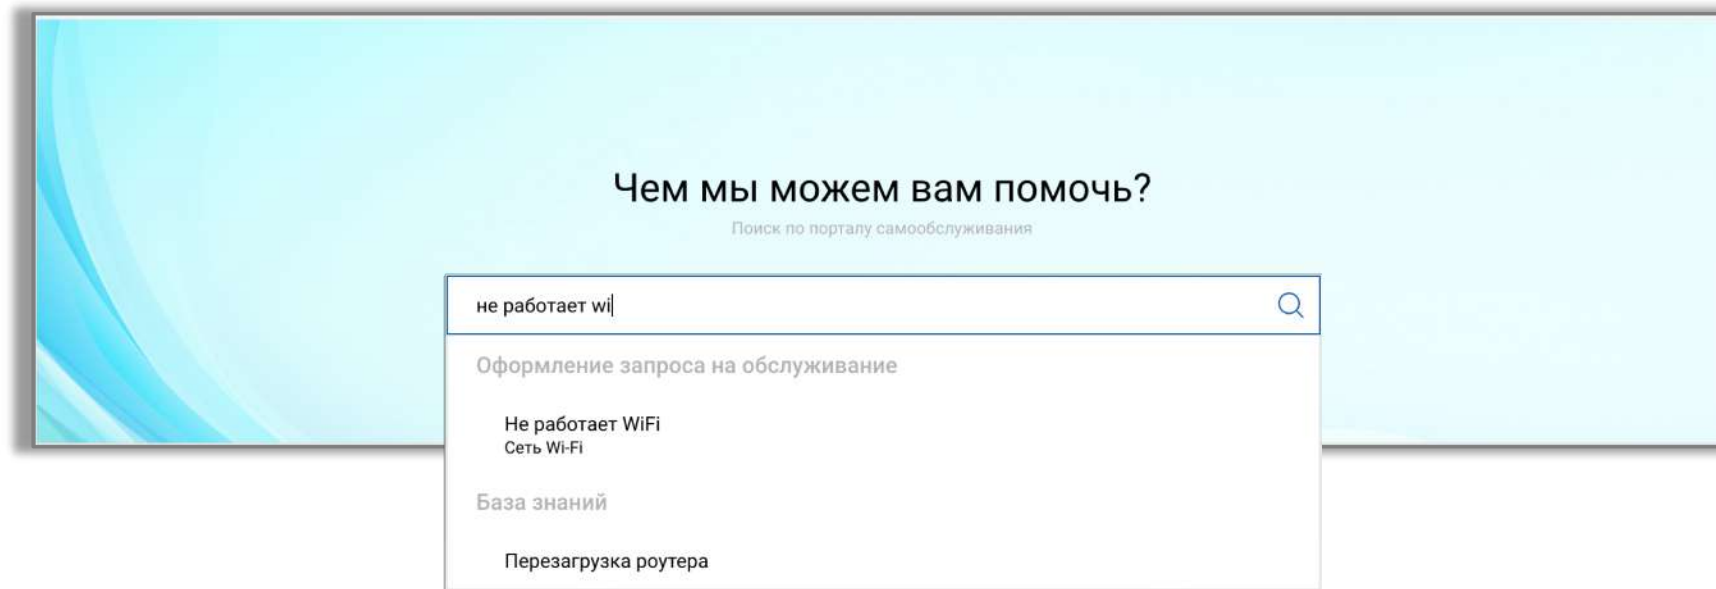 Чем мы можем вам помочь?
Поиск по порталу самообслуживания
не работает wi
Оформление запроса на обслуживание
Не работает WiFi
Сеть Wi-Fi
База знаний
Перезагрузка роутера